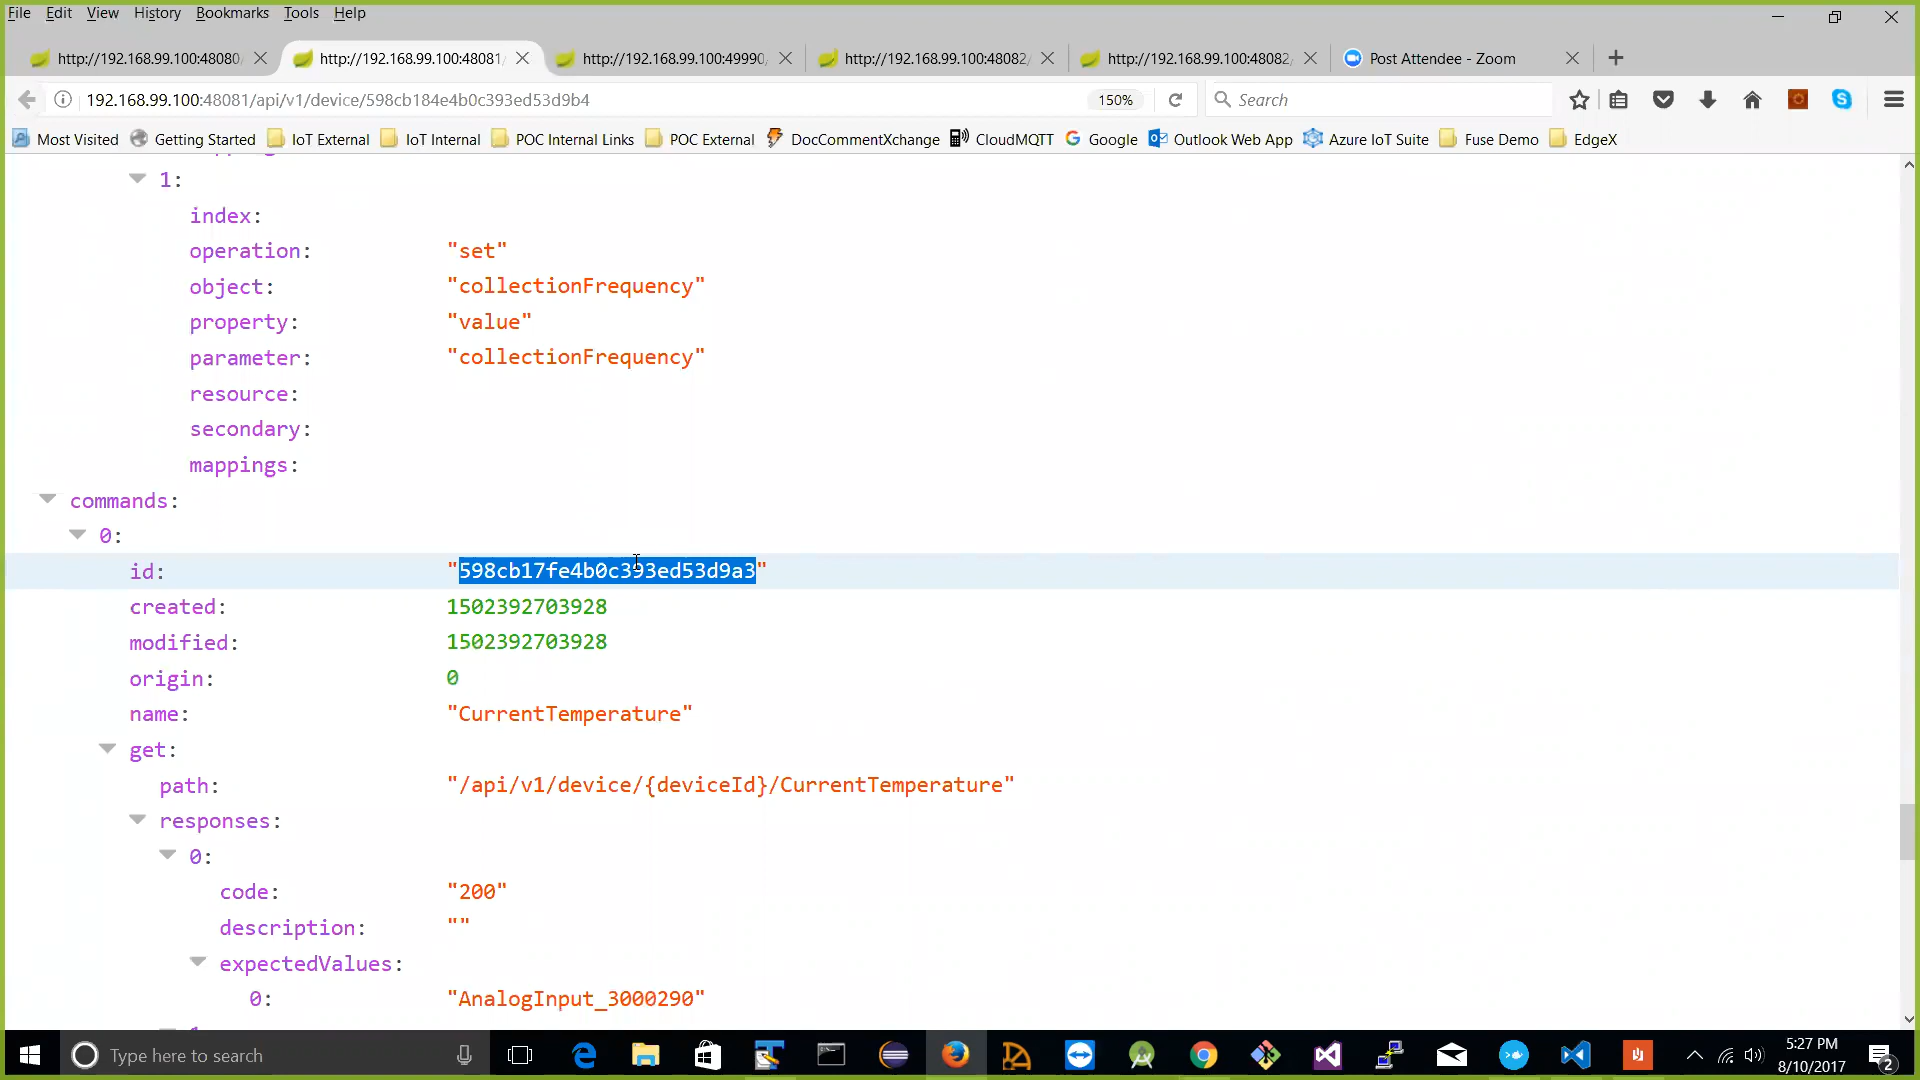 File Edit View History Bookmarks Tools Help
http://192.168.99.100:48080/ http://192.168.99.100:48081/ http://192.168.99.100:49990, http://192.168.99.100:48082/ http://192.168.99.100:48082, Post Attendee - Zoom
192.168.99.100:48081/api/v1/device/598cb184e4b0c393ed53d9b4 150% Search
Most Visited Getting Started IoT External IoT Internal POC Internal Links POC External DocCommentXchange CloudMQTT Google Outlook Web App Azure IoT Suite Fuse Demo EdgeX
1:
index:
operation: "set"
object: "collectionFrequency"
property: "value"
parameter: "collectionFrequency"
resource:
secondary:
mappings:
commands:
0:
id: "598cb17fe4b0c393ed53d9a3"
created: 1502392703928
modified: 1502392703928
origin: 0
name: "CurrentTemperature"
get:
path: "/api/v1/device/{deviceId}/CurrentTemperature"
responses:
0:
code: "200"
description: ""
expectedValues:
0: "AnalogInput_3000290"
Type here to search
5:27 PM
8/10/2017
2